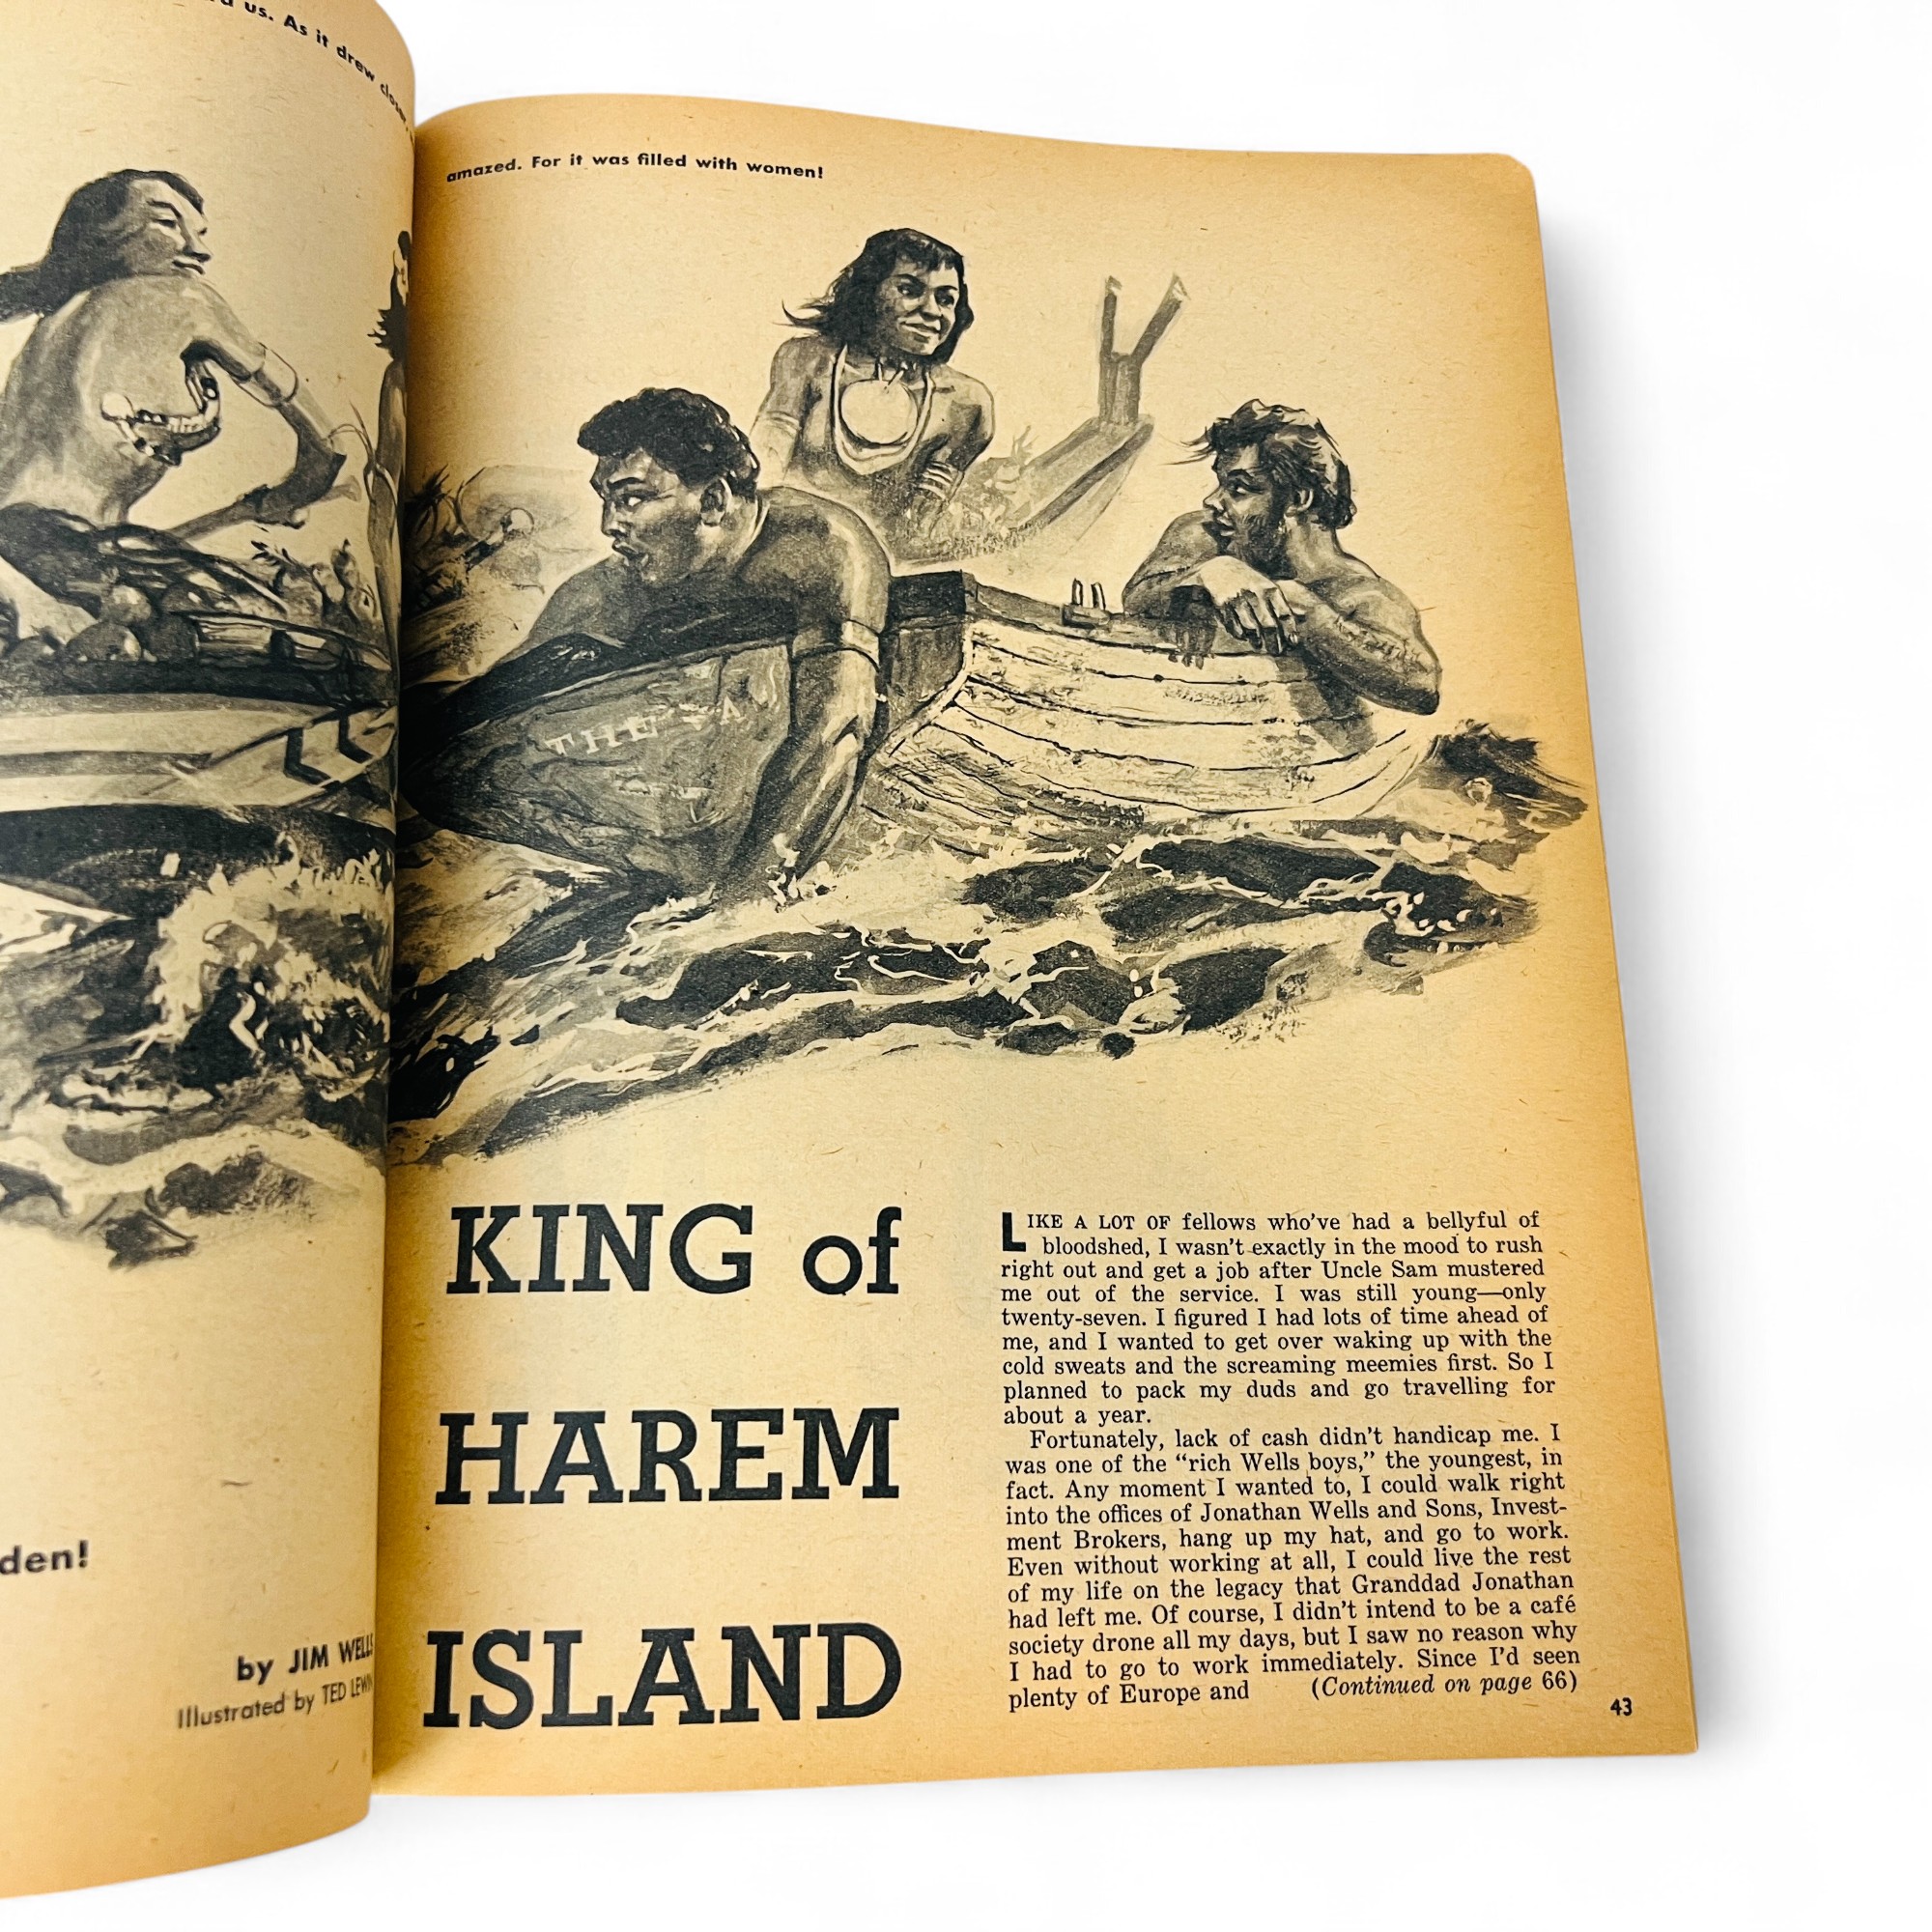 us. As it drew closer,
den!
by JIM WELLS
Illustrated by TED LEWIN
amazed. For it was filled with women!
THE
KING of
HAREM
ISLAND
LIKE A LOT OF fellows who've had a bellyful of
bloodshed, I wasn't exactly in the mood to rush
right out and get a job after Uncle Sam mustered
me out of the service. I was still young—only
twenty-seven. I figured I had lots of time ahead of
me, and I wanted to get over waking up with the
cold sweats and the screaming meemies first. So I
planned to pack my duds and go travelling for
about a year.
Fortunately, lack of cash didn't handicap me. I
was one of the “rich Wells boys,” the youngest, in
fact. Any moment I wanted to, I could walk right
into the offices of Jonathan Wells and Sons, Invest-
ment Brokers, hang up my hat, and go to work.
Even without working at all, I could live the rest
of my life on the legacy that Granddad Jonathan
had left me. Of course, I didn't intend to be a café
society drone all my days, but I saw no reason why
I had to go to work immediately. Since I'd seen
plenty of Europe and (Continued on page 66)
43